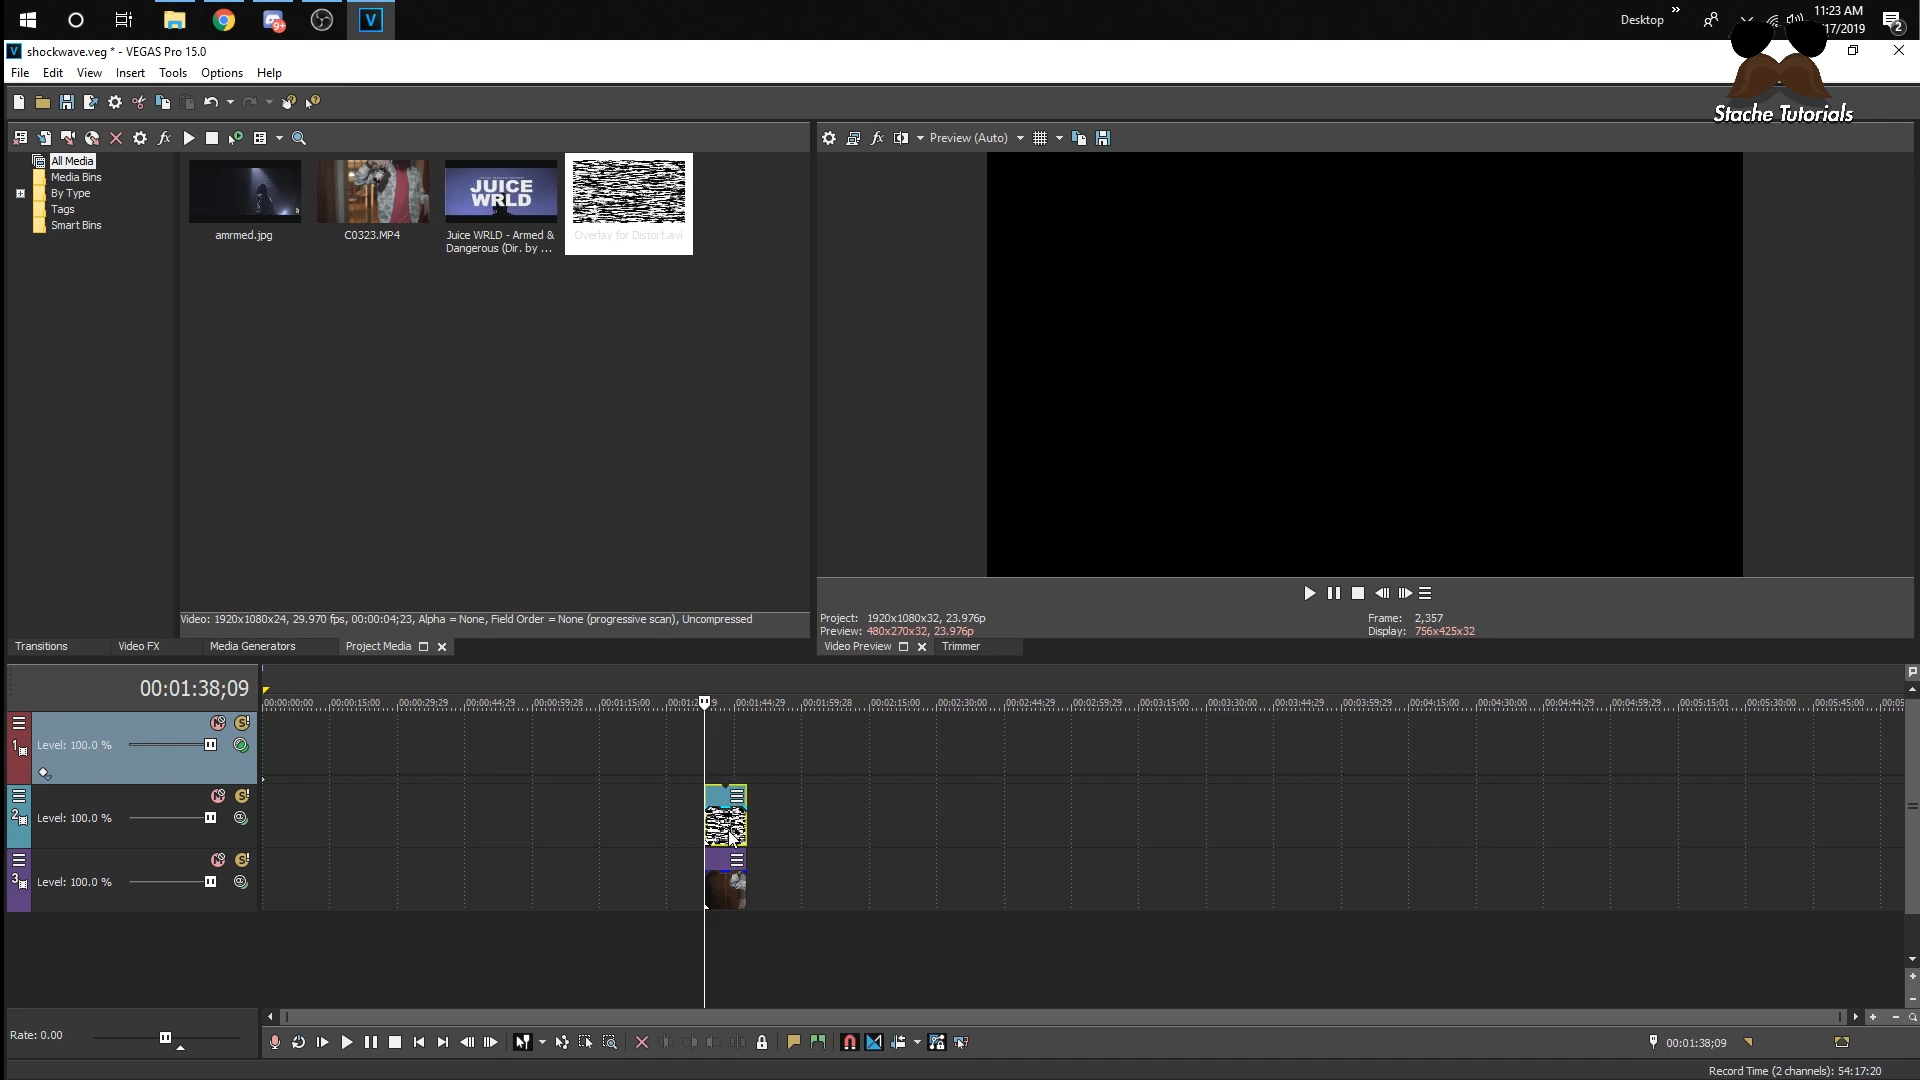 Desktop
11:23 AM
/17/2019
2
shockwave.veg * - VEGAS Pro 15.0
File Edit View Insert Tools Options Help
Stache Tutorials
Preview (Auto)
All Media
Media Bins
By Type
Tags
Smart Bins
JUICE
WRLD
amrmed.jpg
C0323.MP4
Juice WRLD - Armed &
Dangerous (Dir. by ...
Overlay for Distort.avi
Video: 1920x1080x24, 29.970 fps, 00:00:04;23, Alpha = None, Field Order = None (progressive scan), Uncompressed
Project: 1920x1080x32, 23.976p
Preview: 480x270x32, 23.976p
Frame: 2,357
Display: 756x425x32
Transitions Video FX Media Generators Project Media
Video Preview Trimmer
00:01:38;09
00:00:00;00 00:00:15;00 00:00:29;29 00:00:44;29 00:00:59;28 00:01:15;00 00:01:2 9 00:01:44;29 00:01:59;28 00:02:15;00 00:02:30;00 00:02:44;29 00:02:59;29 00:03:15;00 00:03:30;00 00:03:44;29 00:03:59;29 00:04:15;00 00:04:30;00 00:04:44;29 00:04:59;29 00:05:15;01 00:05:30;00 00:05:45;00 00:05
1 Level: 100.0 %
2 Level: 100.0 %
3 Level: 100.0 %
Rate: 0.00
00:01:38;09
Record Time (2 channels): 54:17:20